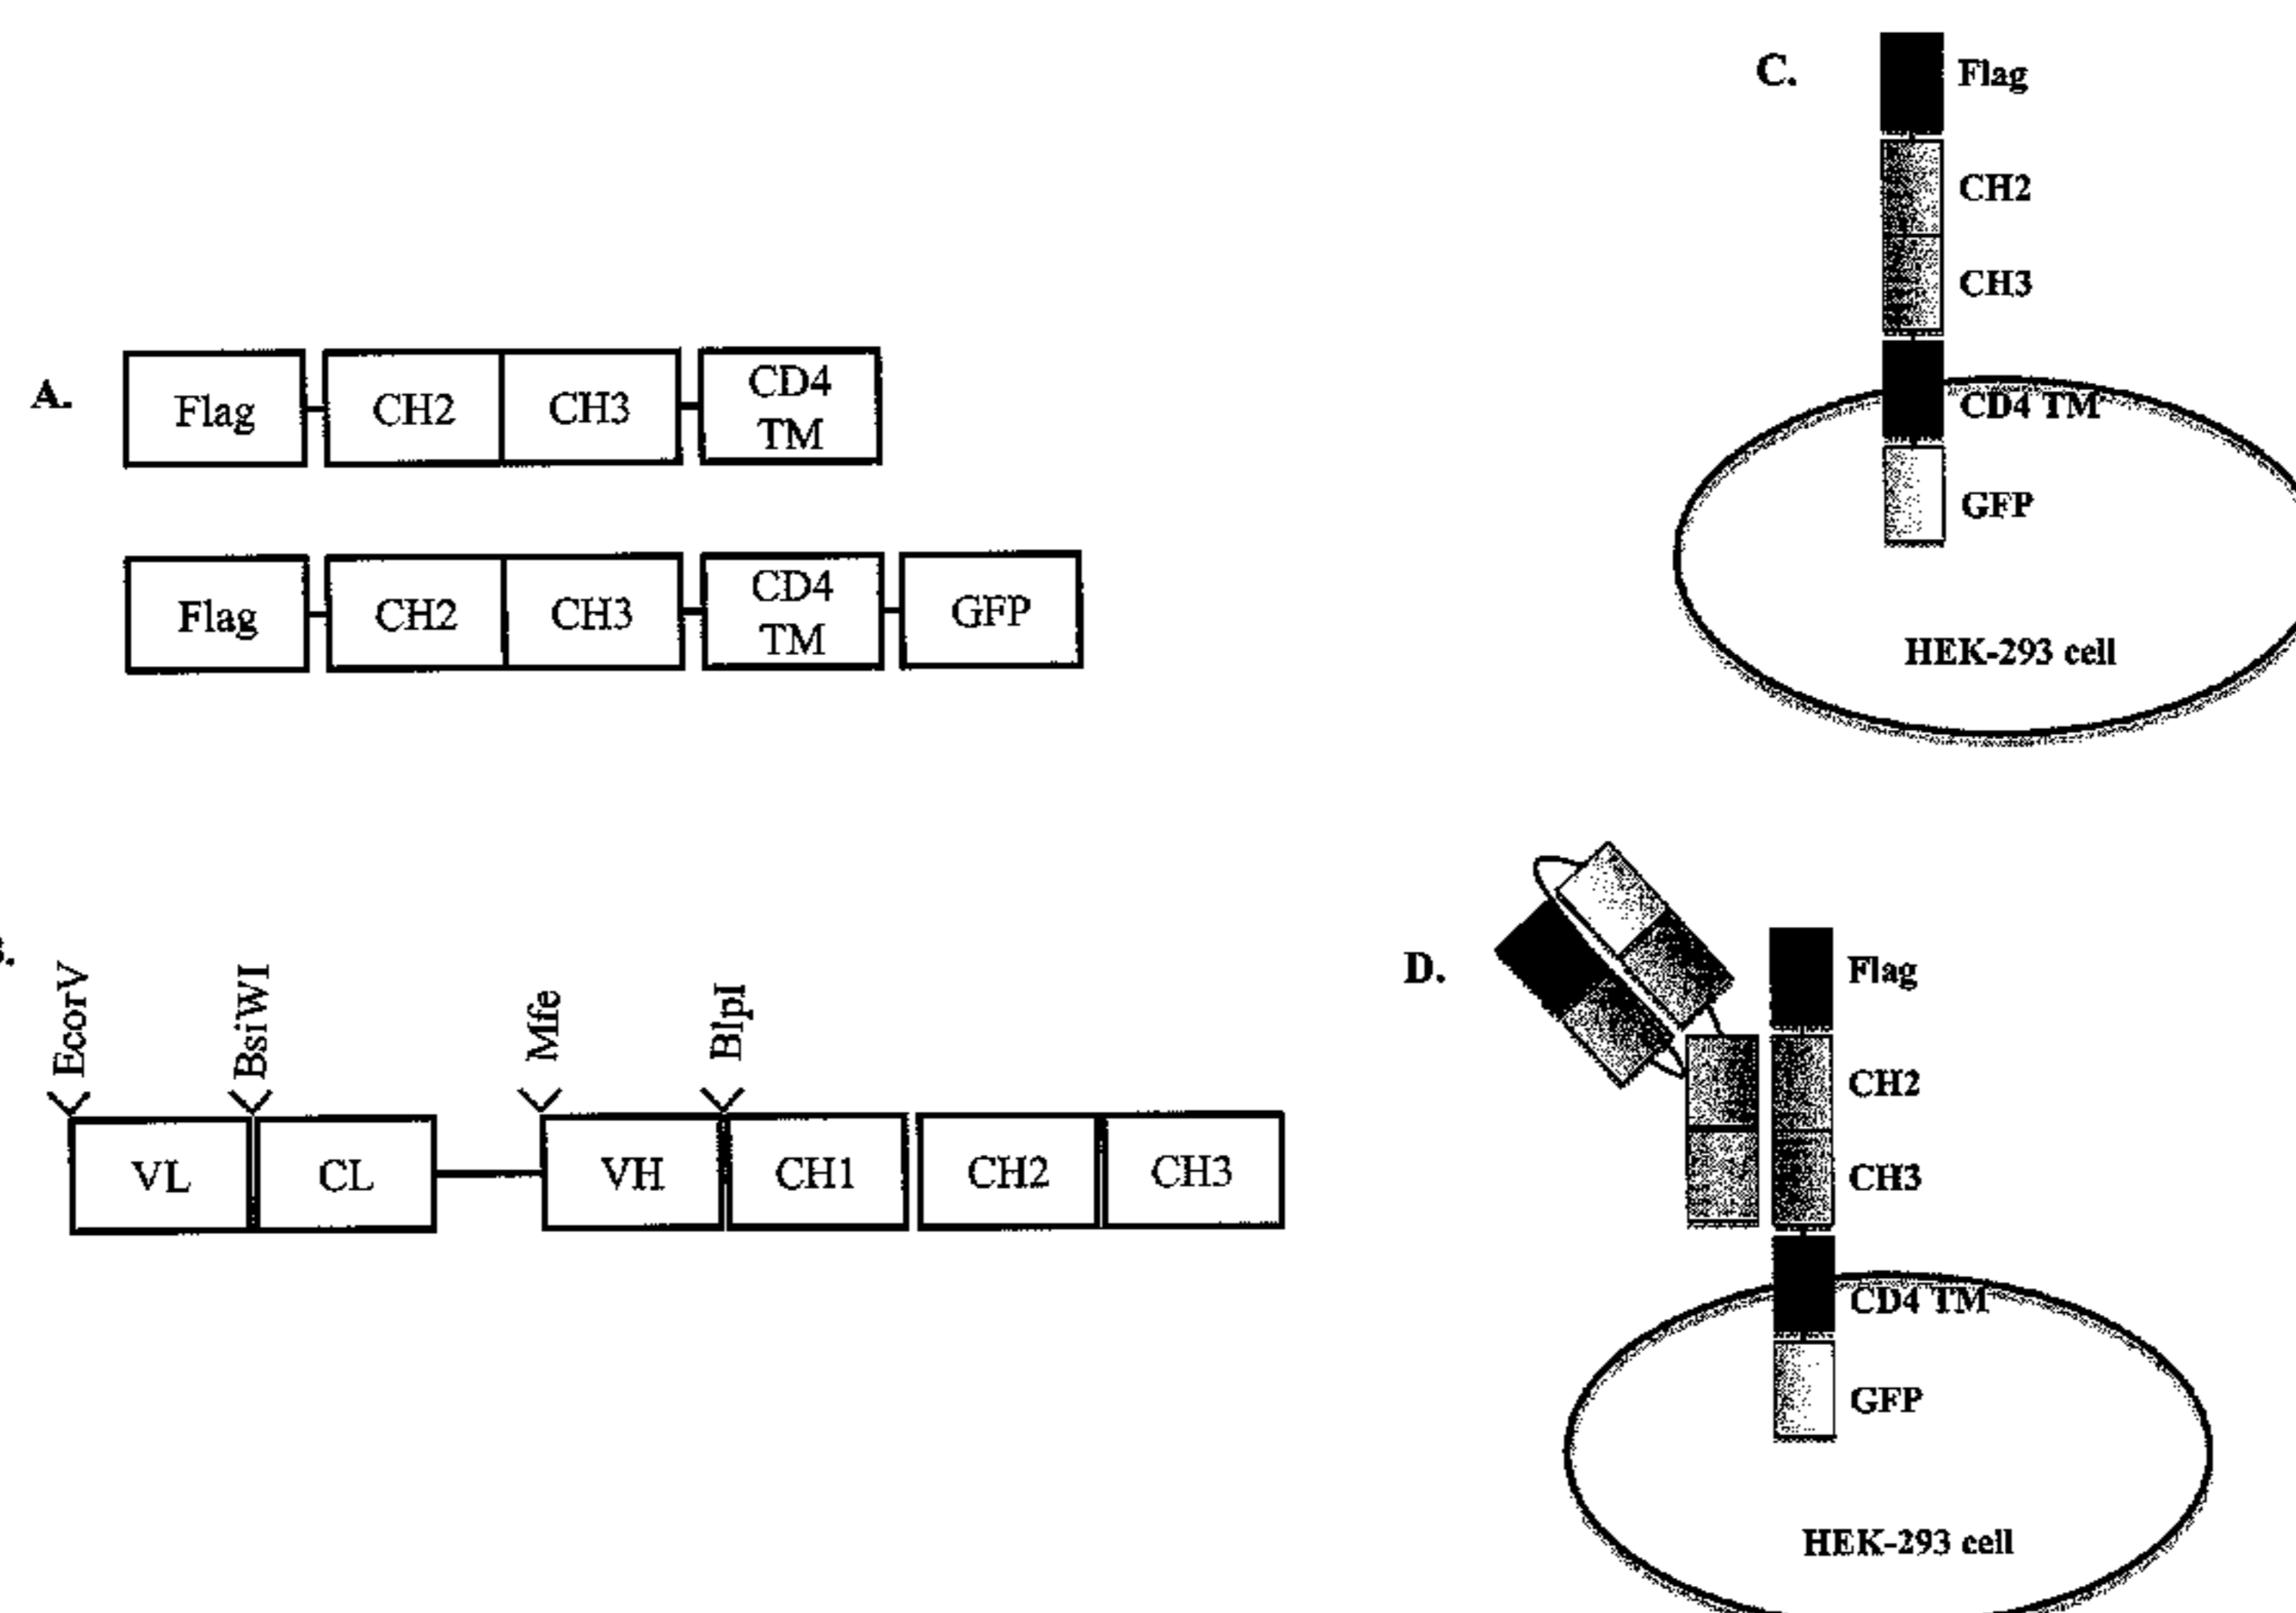 A.
Flag CH2 CH3 CD4
TM
Flag CH2 CH3 CD4 GFP
TM
EcorV BsiWI Mfe BlpI
VL CL VH CH1 CH2 CH3
C.
Flag
CH2
CH3
CD4 TM
GFP
HEK-293 cell
D.
Flag
CH2
CH3
CD4 TM
GFP
HEK-293 cell